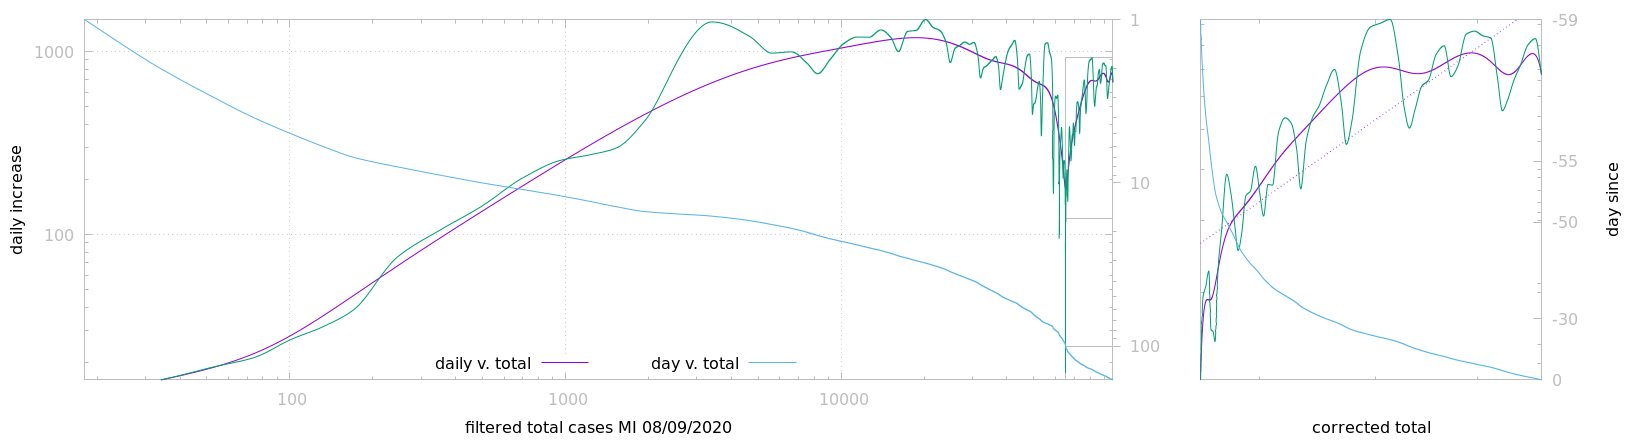 1000
100
daily increase
daily v. total
day v. total
100
1000
10000
filtered total cases MI 08/09/2020
1
10
100
-59
-55
-50
-30
0
day since
corrected total